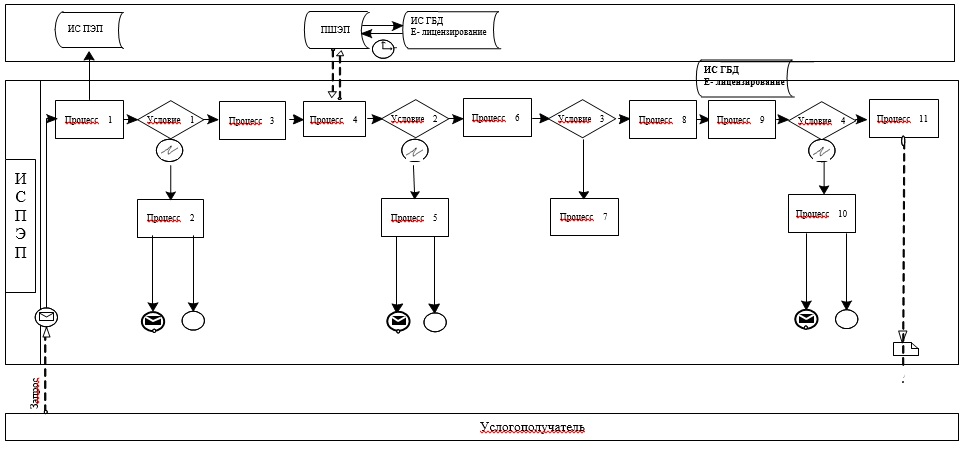 ИС ПЭП
ПШЭП
ИС ГБД
Е- лицензирование
ИС ГБД
Е- лицензирование
Процесс 1
Условие 1
Процесс 3
Процесс 4
Условие 2
Процесс 6
Условие 3
Процесс 8
Процесс 9
Условие 4
Процесс 11
И
С
П
Э
П
Процесс 2
Процесс 5
Процесс 7
Процесс 10
Запрос
Услогополучатель